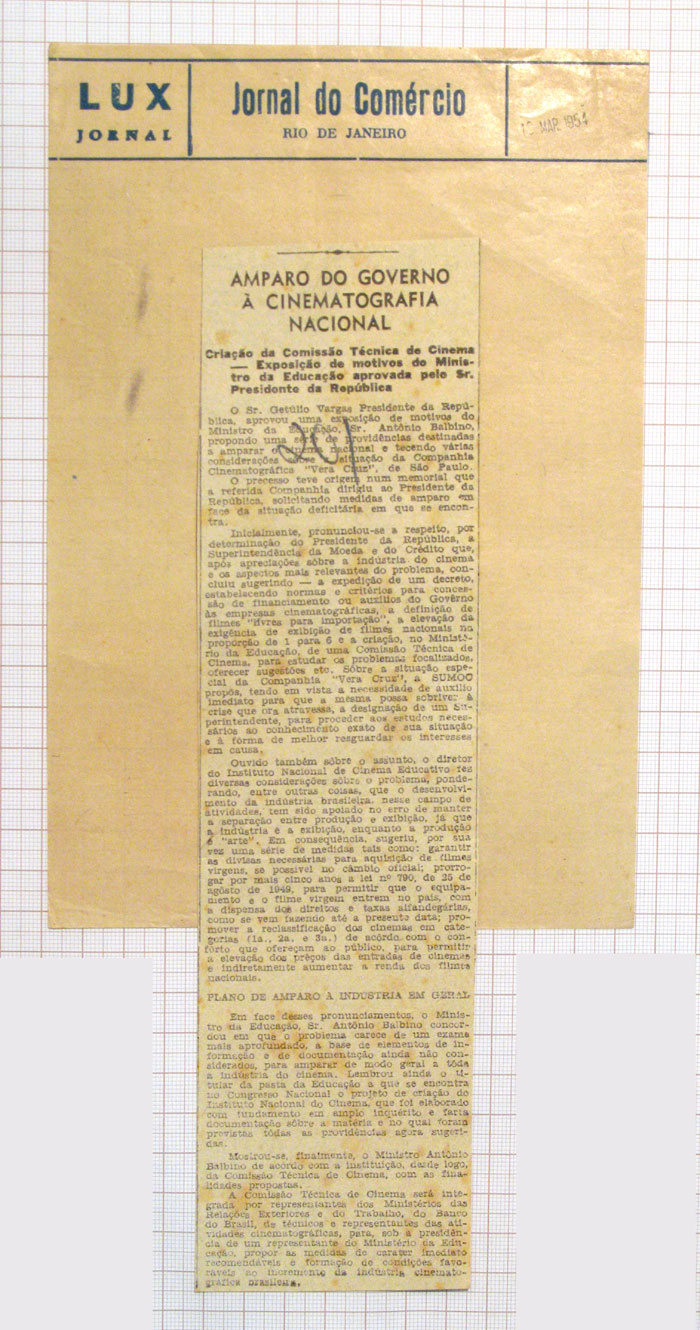 LUX
JORNAL
Jornal do Comércio
RIO DE JANEIRO
MAR 1954
AMPARO DO GOVERNO
À CINEMATOGRAFIA
NACIONAL
Criação da Comissão Técnica de Cinema
— Exposição de motivos do Minis-
tro da Educação aprovada pelo Sr.
Presidente da República
O Sr. Getúlio Vargas Presidente da Repú-
blica, aprovou uma exposição de motivos do
Ministro da Educação, Sr. Antônio Balbino,
propondo uma série de providências destinadas
a amparar o cinema nacional e tecendo várias
considerações sôbre a situação da Companhia
Cinematográfica "Vera Cruz", de São Paulo.
O precesso teve origem num memorial que
a referida Companhia dirigiu ao Presidente da
República, solicitando medidas de amparo em
face da situação deficitária em que se encon-
tra.
Inicialmente, pronunciou-se a respeito, por
determinação do Presidente da República, a
Superintendência da Moeda e do Crédito que,
após apreciações sôbre a indústria do cinema
e os aspectos mais relevantes do problema, con-
cluiu sugerindo — a expedição de um decreto,
estabelecendo normas e critérios para conces-
são de financiamento ou auxílios do Govêrno
às emprêsas cinematográficas, a definição de
filmes "livres para importação", a elevação da
exigência de exibição de filmes nacionais na
proporção de 1 para 6 e a criação, no Ministé-
rio da Educação, de uma Comissão Técnica de
Cinema, para estudar os problemas focalizados,
oferecer sugestões etc. Sôbre a situação espe-
cial da Companhia "Vera Cruz", a SUMOC
propôs, tendo em vista a necessidade de auxílio
imediato para que a mesma possa sobriver à
crise que ora atravessa, a designação de um Su-
perintendente, para proceder aos estudos neces-
sários ao conhecimento exato de sua situação
e à forma de melhor resguardar os interêsses
em causa.
Ouvido também sôbre o assunto, o diretor
do Instituto Nacional de Cinema Educativo fez
diversas considerações sôbre o problema, ponde-
rando, entre outras coisas, que o desenvolvi-
mento da indústria brasileira, nesse campo de
atividades, tem sido apoiado no erro de manter
a separação entre produção e exibição, já que
a indústria é a exibição, enquanto a produção
é "arte". Em consequência, sugeriu, por sua
vez uma série de medidas tais como: garantir
as divisas necessárias para aquisição de filmes
virgens, se possível no câmbio oficial; prorro-
gar por mais cinco anos a lei nº 790, de 25 de
agôsto de 1949, para permitir que o equipa-
mento e o filme virgem entrem no país, com
a dispensa dos direitos e taxas alfandegárias,
como se vem fazendo até a presente data; pro-
mover a reclassificação dos cinemas em cate-
gorias (1a., 2a. e 3a.) de acôrdo com o con-
forto que ofereçam ao público, para permitir
a elevação dos prêços das entradas de cinemas
e indiretamente aumentar a renda dos filmes
nacionais.
PLANO DE AMPARO À INDÚSTRIA EM GERAL
Em face desses pronunciamentos, o Minis-
tro da Educação, Sr. Antônio Balbino concor-
dou em que o problema carece de um exame
mais aprofundado, a base de elementos de in-
formação e de documentação ainda não con-
siderados, para amparar de modo geral a tôda
a indústria do cinema. Lembrou ainda o ti-
tular da pasta da Educação a que se encontra
no Congresso Nacional o projeto de criação do
Instituto Nacional do Cinema, que foi elaborado
com fundamento em amplo inquérito e farta
documentação sôbre a matéria e no qual foram
previstas tôdas as providências agora sugeri-
das.
Mostrou-se, finalmente, o Ministro Antônio
Balbino de acôrdo com a instituição, desde logo,
da Comissão Técnica de Cinema, com as fina-
lidades propostas.
A Comissão Técnica de Cinema será inte-
grada por representantes dos Ministérios das
Relações Exteriores e do Trabalho, do Banco
do Brasil, de técnicos e representantes das ati-
vidades cinematográficas, para, sob a presidên-
cia de um representante do Ministério da Edu-
cação, propor as medidas de carater imediato
recomendáveis e formação de condições favo-
ráveis ao incremento da indústria cinemato-
gráfica brasileira.